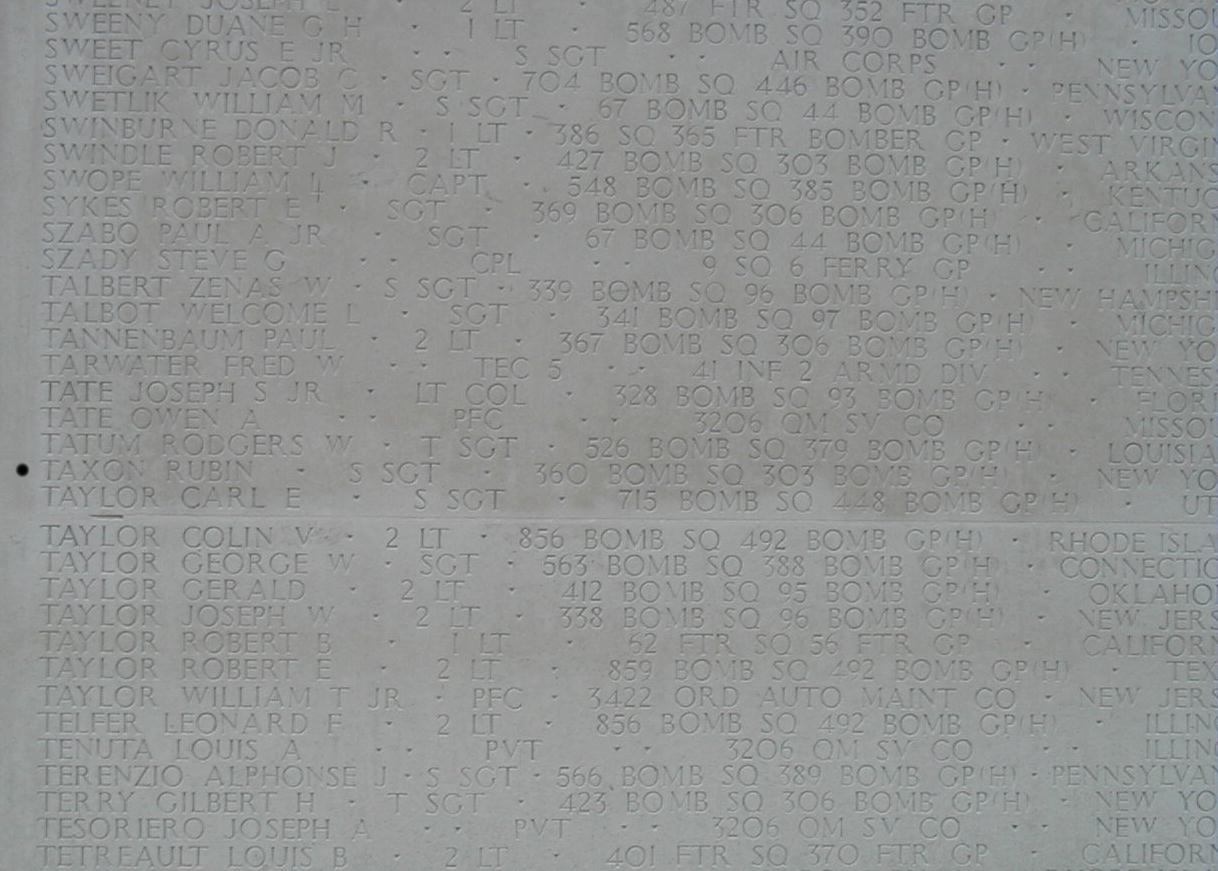 SWEENEY JOSEPH L · 2 LT · 487 FTR SQ 352 FTR GP · MISSOU
SWEENY DUANE G H · 1 LT · 568 BOMB SQ 390 BOMB GP(H) · IO
SWEET CYRUS E JR · · S SGT · · AIR CORPS · · NEW YO
SWEIGART JACOB C · SGT · 704 BOMB SQ 446 BOMB GP(H) · PENNSYLVAN
SWETLIK WILLIAM M · S SGT · 67 BOMB SQ 44 BOMB GP(H) · WISCON
SWINBURNE DONALD R · 1 LT · 386 SQ 365 FTR BOMBER GP · WEST VIRGIN
SWINDLE ROBERT J · 2 LT · 427 BOMB SQ 303 BOMB GP(H) · ARKANS
SWOPE WILLIAM L · CAPT · 548 BOMB SQ 385 BOMB GP(H) · KENTUC
SYKES ROBERT E · SGT · 369 BOMB SQ 306 BOMB GP(H) · CALIFORN
SZABO PAUL A JR · SGT · 67 BOMB SQ 44 BOMB GP(H) · MICHIG
SZADY STEVE G · · CPL · · 9 SQ 6 FERRY GP · · ILLIN
TALBERT ZENAS W · S SGT · 339 BOMB SQ 96 BOMB GP(H) · NEW HAMPSH
TALBOT WELCOME L · SGT · 341 BOMB SQ 97 BOMB GP(H) · MICHIG
TANNENBAUM PAUL · 2 LT · 367 BOMB SQ 306 BOMB GP(H) · NEW YO
TARWATER FRED W · · TEC 5 · · 41 INF 2 ARMD DIV · · TENNES
TATE JOSEPH S JR · LT COL · 328 BOMB SQ 93 BOMB GP(H) · FLORI
TATE OWEN A · · PFC · · 3206 QM SV CO · · MISSOU
TATUM RODGERS W · T SGT · 526 BOMB SQ 379 BOMB GP(H) · LOUISIA
TAXON RUBIN · S SGT · 360 BOMB SQ 303 BOMB GP(H) · NEW YO
TAYLOR CARL E · S SGT · 715 BOMB SQ 448 BOMB GP(H) · UT
TAYLOR COLIN V · 2 LT · 856 BOMB SQ 492 BOMB GP(H) · RHODE ISLA
TAYLOR GEORGE W · SGT · 563 BOMB SQ 388 BOMB GP(H) · CONNECTIC
TAYLOR GERALD · 2 LT · 412 BOMB SQ 95 BOMB GP(H) · OKLAHO
TAYLOR JOSEPH W · 2 LT · 338 BOMB SQ 96 BOMB GP(H) · NEW JERS
TAYLOR ROBERT B · 1 LT · 62 FTR SQ 56 FTR GP · CALIFORN
TAYLOR ROBERT E · 2 LT · 859 BOMB SQ 492 BOMB GP(H) · TEX
TAYLOR WILLIAM T JR · PFC · 3422 ORD AUTO MAINT CO · NEW JERS
TELFER LEONARD F · 2 LT · 856 BOMB SQ 492 BOMB GP(H) · ILLIN
TENUTA LOUIS A · · PVT · · 3206 QM SV CO · · ILLIN
TERENZIO ALPHONSE J · S SGT · 566 BOMB SQ 389 BOMB GP(H) · PENNSYLVAN
TERRY GILBERT H · T SGT · 423 BOMB SQ 306 BOMB GP(H) · NEW YO
TESORIERO JOSEPH A · · PVT · · 3206 QM SV CO · · NEW YO
TETREAULT LOUIS B · 2 LT · 401 FTR SQ 370 FTR GP · CALIFORN